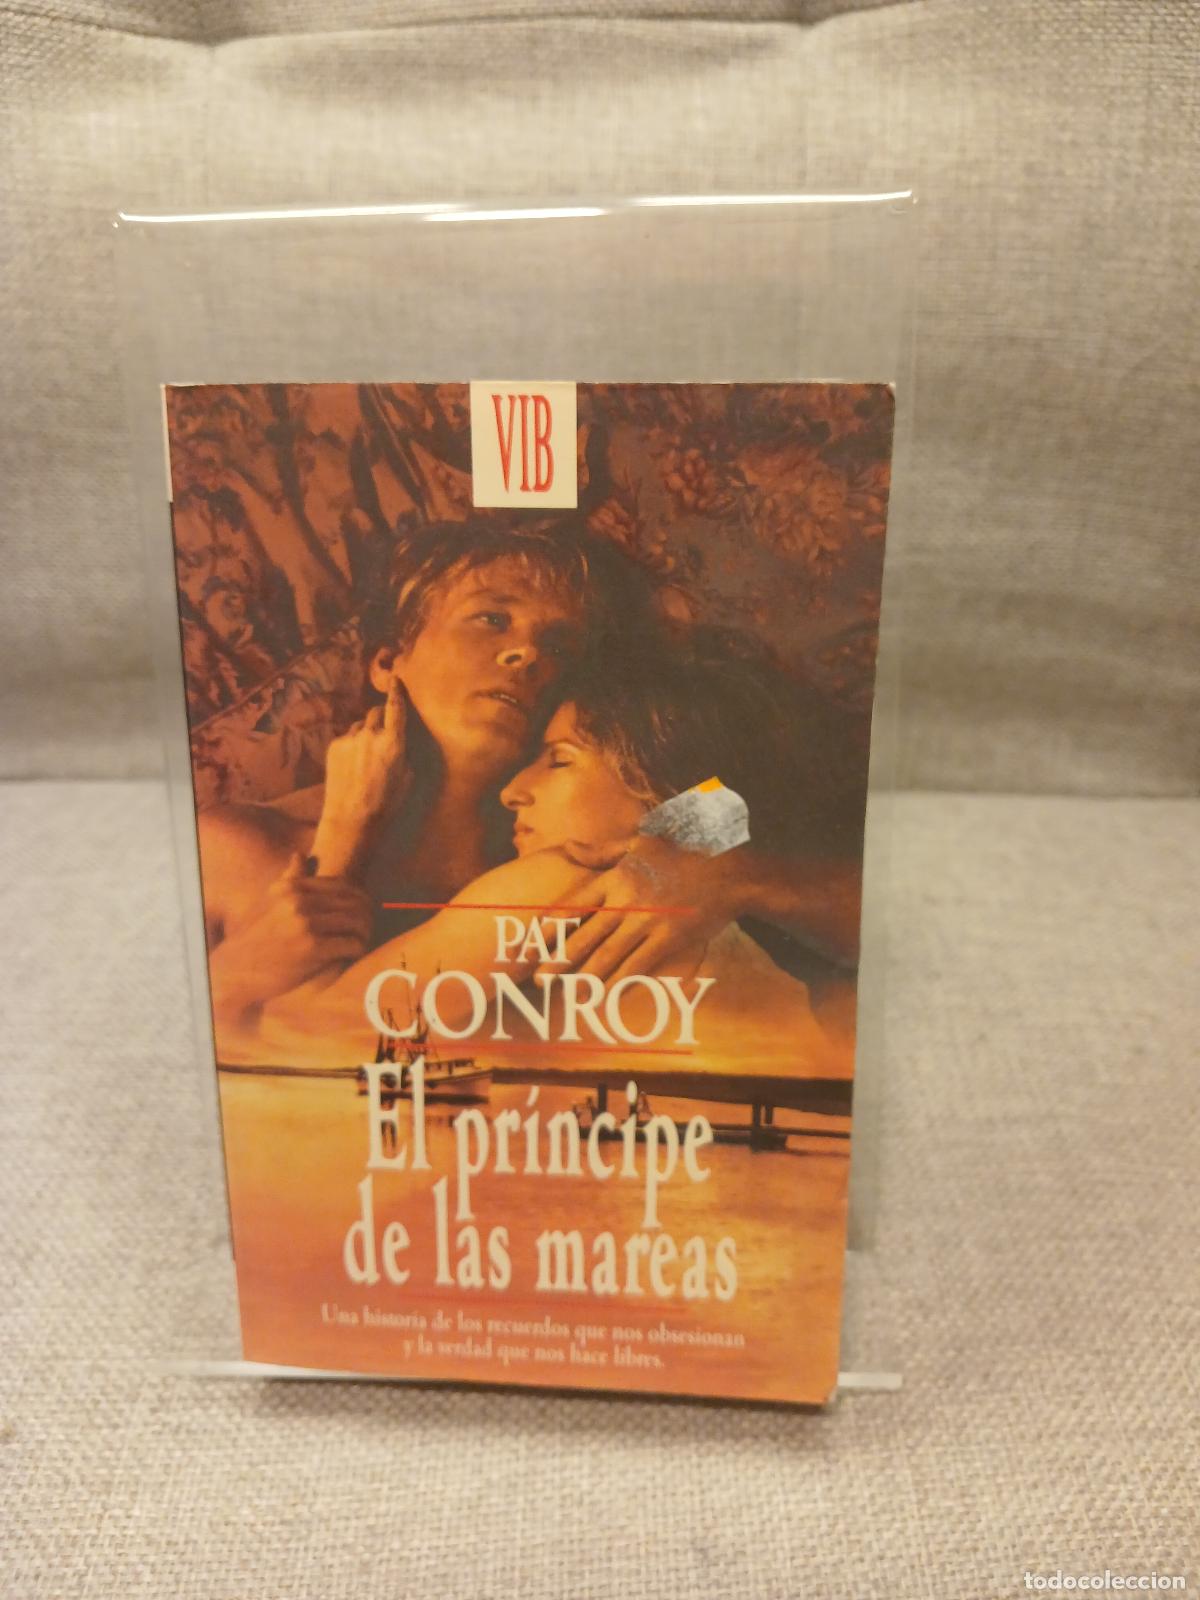 VIB
PAT
CONROY
El príncipe
de las mareas
Una historia de los recuerdos que nos obsesionan
y la verdad que nos hace libres.
todocoleccion